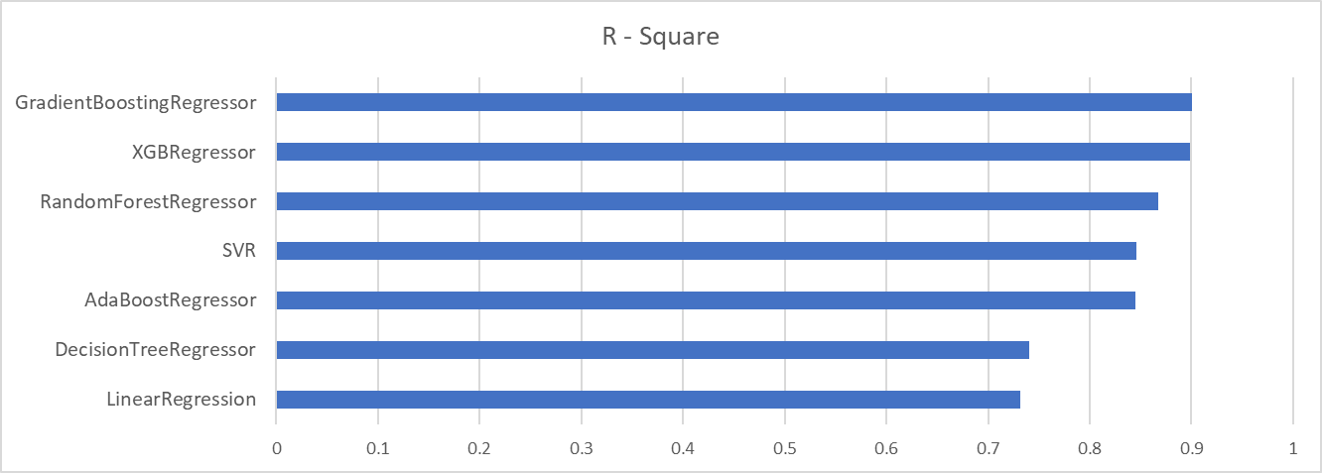 R - Square
GradientBoostingRegressor
XGBRegressor
RandomForestRegressor
SVR
AdaBoostRegressor
DecisionTreeRegressor
LinearRegression
0 0.1 0.2 0.3 0.4 0.5 0.6 0.7 0.8 0.9 1